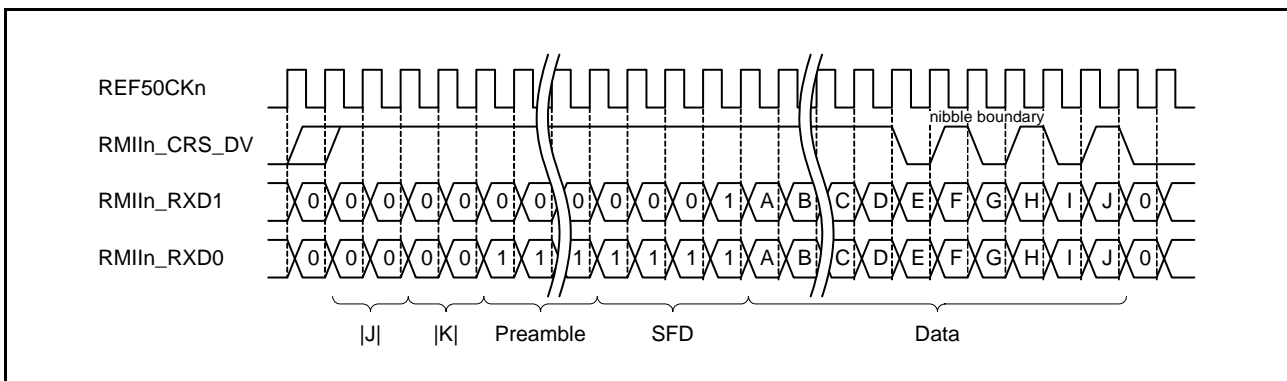 REF50CKn
nibble boundary
RMIIn_CRS_DV
RMIIn_RXD1 0 0 0 0 0 0 0 0 0 0 0 1 A B C D E F G H I J 0
RMIIn_RXD0 0 0 0 0 0 1 1 1 1 1 1 1 A B C D E F G H I J 0
|J| |K| Preamble SFD Data